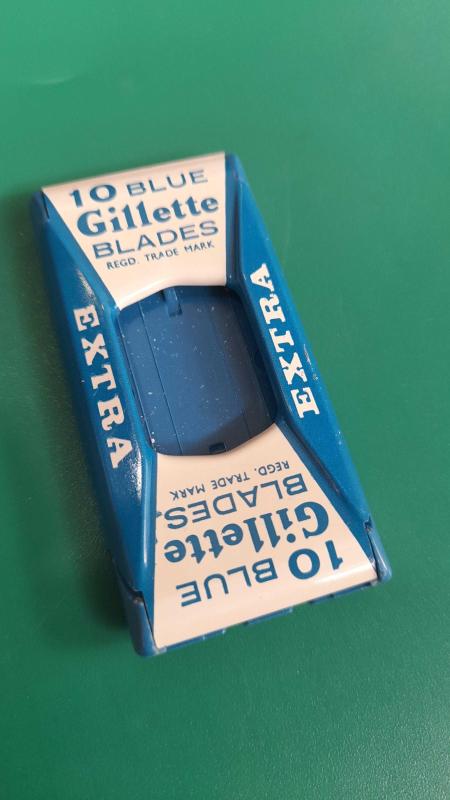 10 BLUE
Gillette
BLADES
REGD. TRADE MARK
EXTRA
EXTRA
10 BLUE
Gillette
BLADES
REGD. TRADE MARK